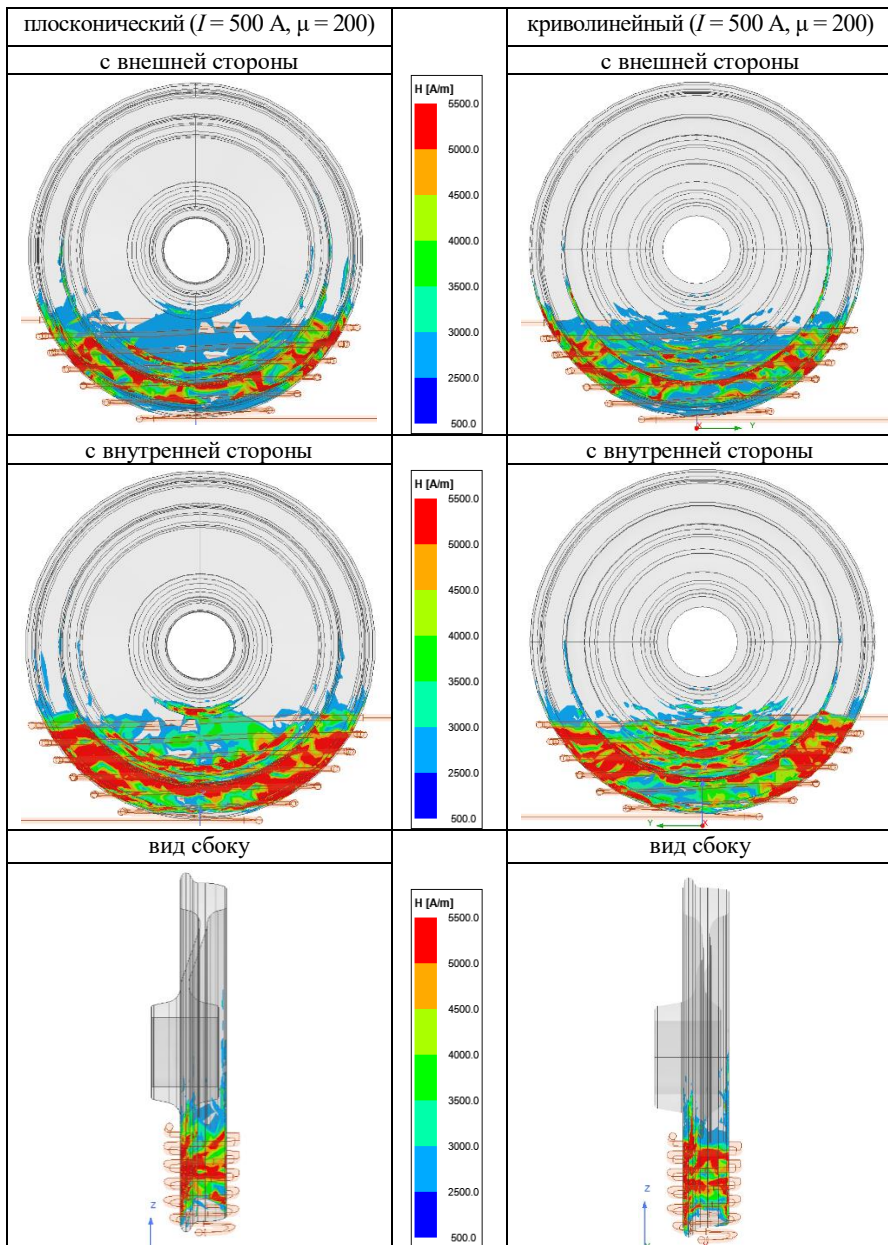 плосконический (I = 500 А, μ = 200)
криволинейный (I = 500 А, μ = 200)
с внешней стороны
с внешней стороны
H [A/m]
5500.0
5000.0
4500.0
4000.0
3500.0
3000.0
2500.0
500.0
X
Y
с внутренней стороны
с внутренней стороны
H [A/m]
5500.0
5000.0
4500.0
4000.0
3500.0
3000.0
2500.0
500.0
Y
X
вид сбоку
вид сбоку
H [A/m]
5500.0
5000.0
4500.0
4000.0
3500.0
3000.0
2500.0
500.0
Z
Z